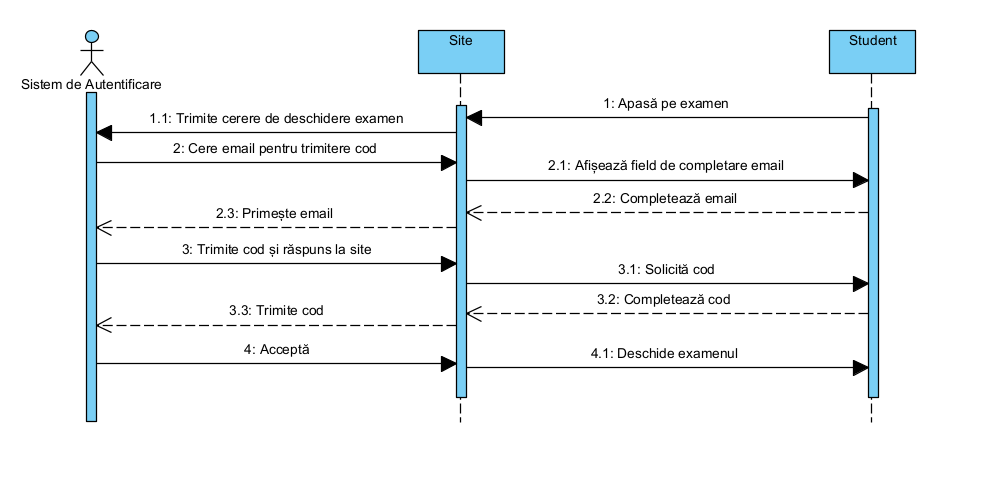 Site
Student
Sistem de Autentificare
1: Apasă pe examen
1.1: Trimite cerere de deschidere examen
2: Cere email pentru trimitere cod
2.1: Afișează field de completare email
2.2: Completează email
2.3: Primește email
3: Trimite cod și răspuns la site
3.1: Solicită cod
3.2: Completează cod
3.3: Trimite cod
4: Acceptă
4.1: Deschide examenul